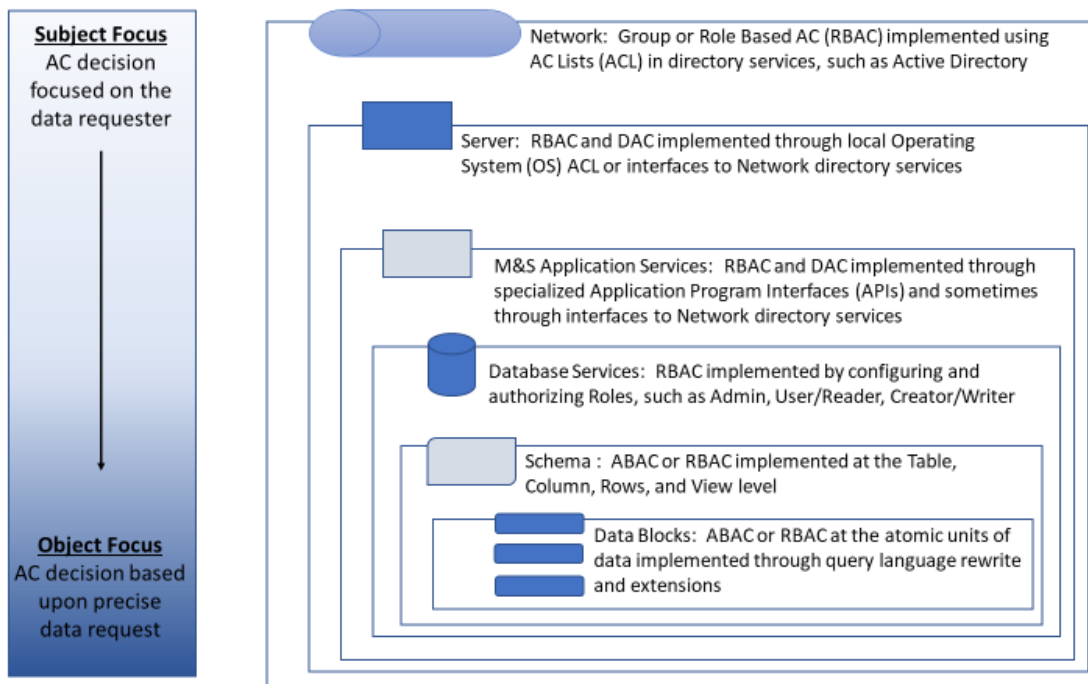 Subject Focus
AC decision
focused on the
data requester
Object Focus
AC decision based
upon precise
data request
Network: Group or Role Based AC (RBAC) implemented using
AC Lists (ACL) in directory services, such as Active Directory
Server: RBAC and DAC implemented through local Operating
System (OS) ACL or interfaces to Network directory services
M&S Application Services: RBAC and DAC implemented through
specialized Application Program Interfaces (APIs) and sometimes
through interfaces to Network directory services
Database Services: RBAC implemented by configuring and
authorizing Roles, such as Admin, User/Reader, Creator/Writer
Schema : ABAC or RBAC implemented at the Table,
Column, Rows, and View level
Data Blocks: ABAC or RBAC at the atomic units of
data implemented through query language rewrite
and extensions